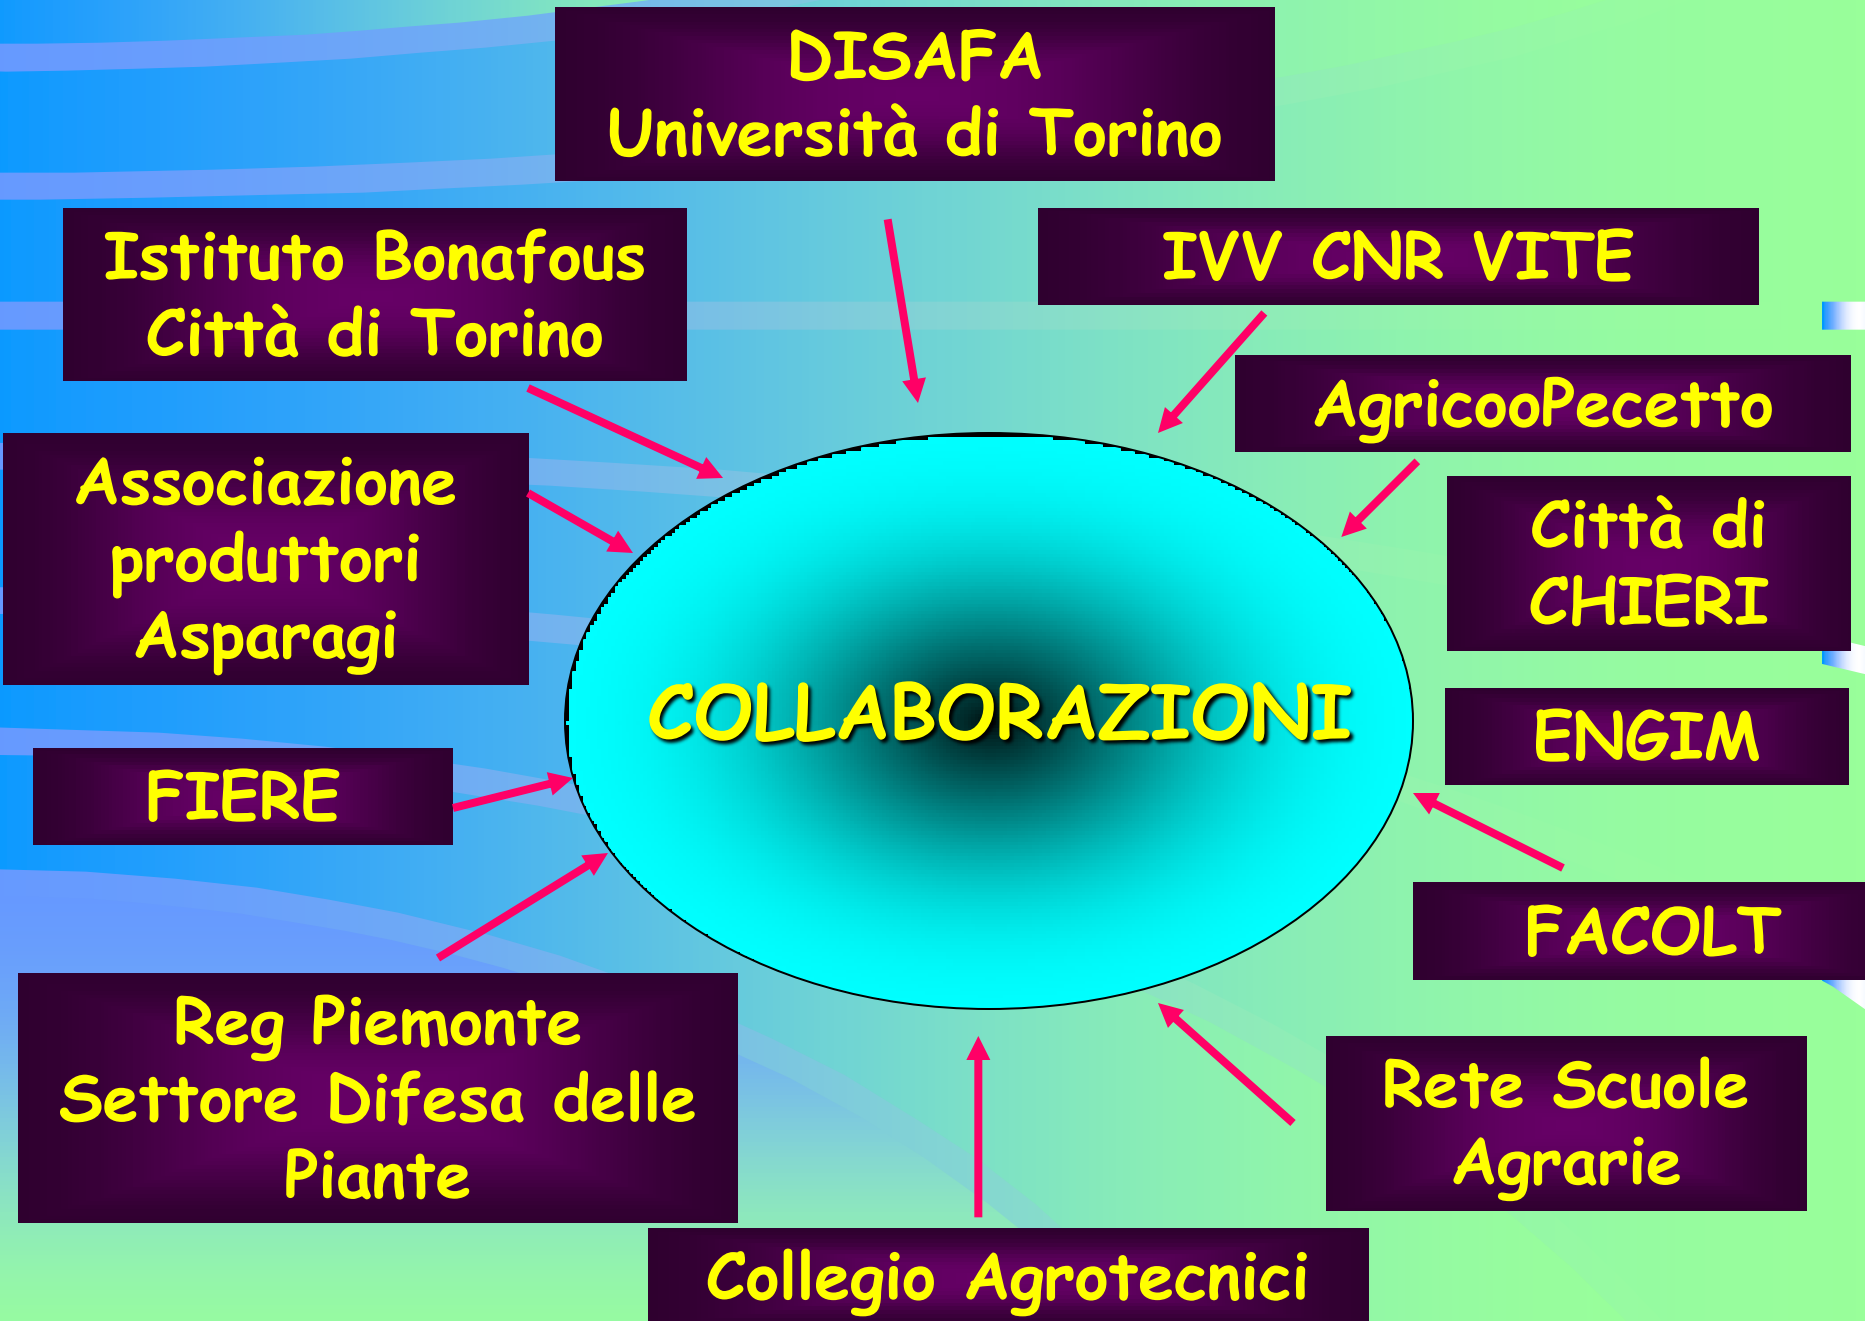 DISAFA
Università di Torino
Istituto Bonafous
Città di Torino
IVV CNR VITE
AgricooPecetto
Associazione
produttori
Asparagi
Città di
CHIERI
COLLABORAZIONI
ENGIM
FIERE
FACOLT
Reg Piemonte
Settore Difesa delle
Piante
Rete Scuole
Agrarie
Collegio Agrotecnici